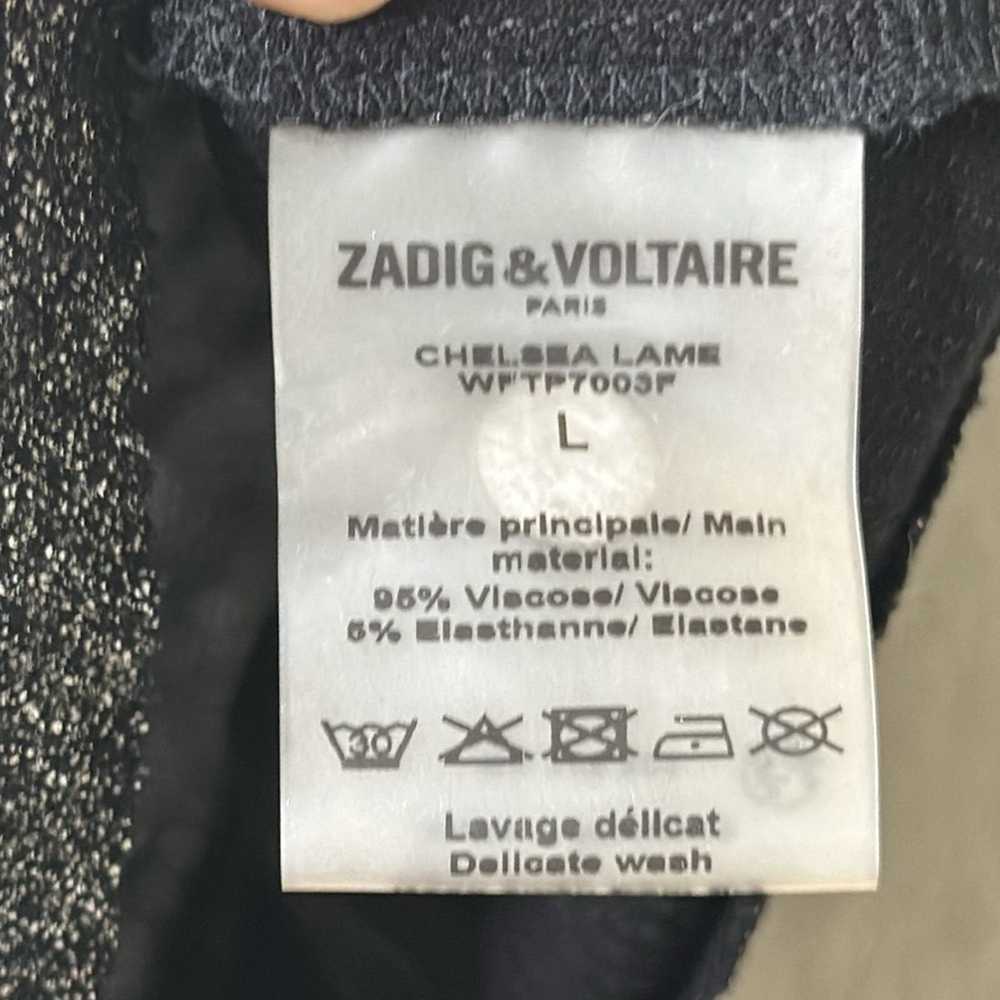 ZADIG & VOLTAIRE
PARIS
CHELSEA LAME
WFTP7003F
L
Matière principale/ Main
material:
95% Viscose/ Viscose
5% Elasthanne/ Elastane
30
Lavage délicat
Delicate wash